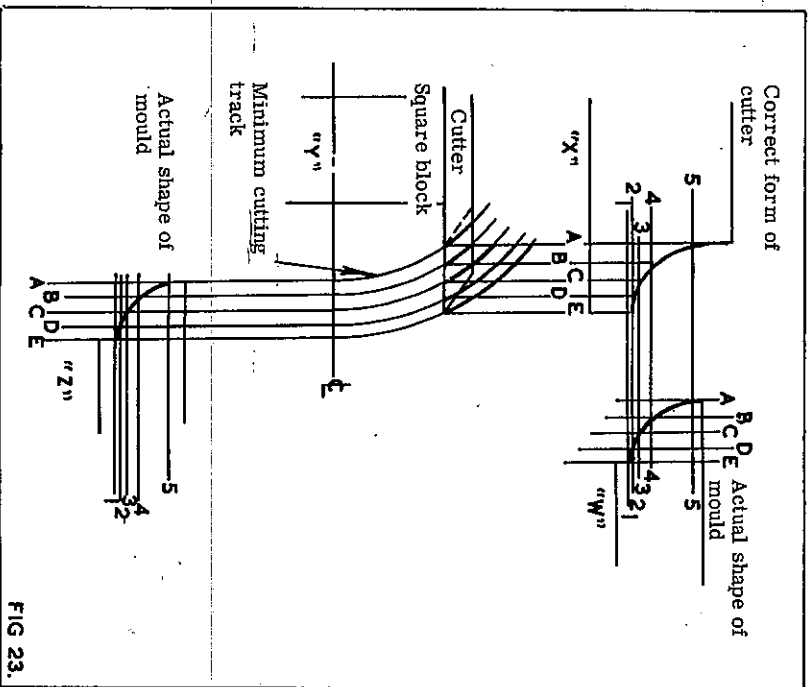 Correct form of
cutter
"X"
5
4
3
2
1
A
B
C
D
E
A
B
C
D
E
5
4
3
2
1
Actual shape of
mould
"W"
Cutter
Square block
"Y"
℄
Minimum cutting
track
Actual shape of
mould
5
4
3
2
1
A
B
C
D
E
"Z"
FIG 23.